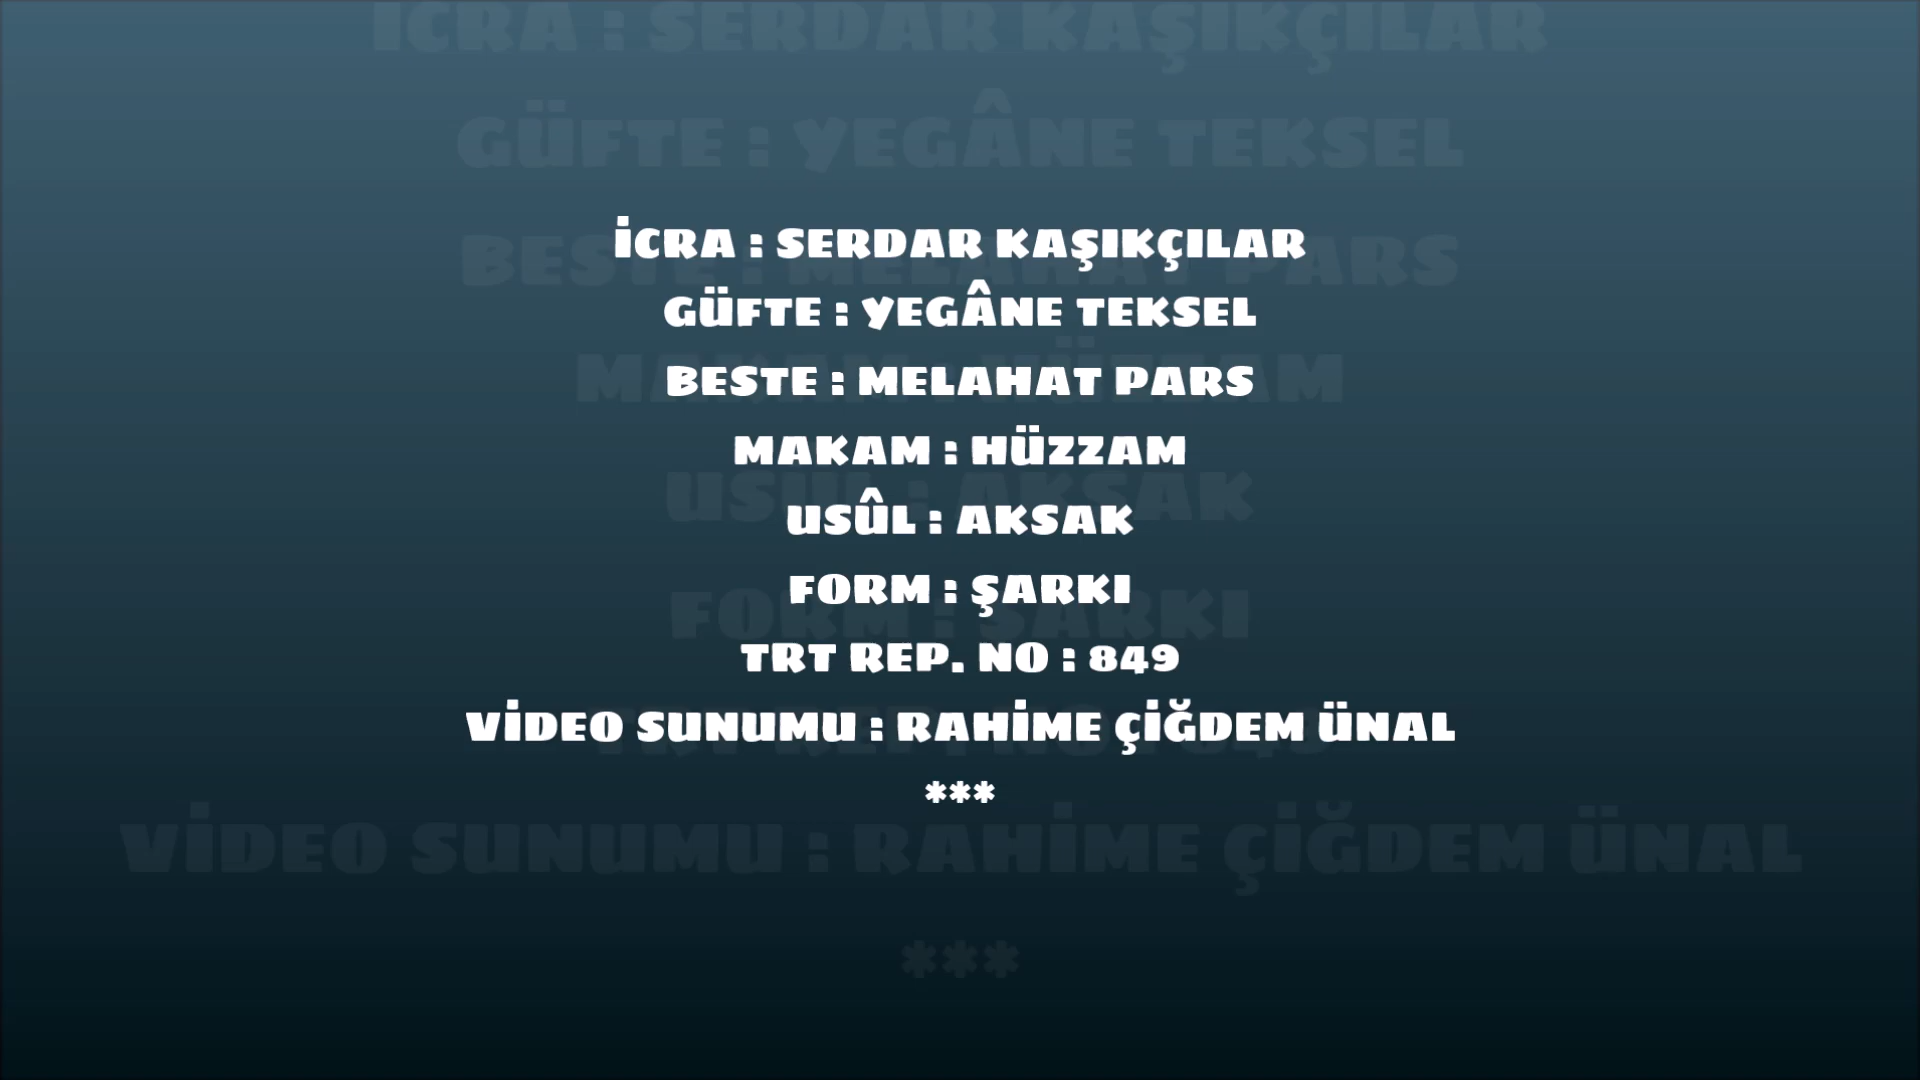 İCRA : SERDAR KAŞIKÇILAR
GÜFTE : YEGÂNE TEKSEL
BESTE : MELAHAT PARS
MAKAM : HÜZZAM
USÛL : AKSAK
FORM : ŞARKI
TRT REP. NO : 849
VİDEO SUNUMU : RAHİME ÇİĞDEM ÜNAL
***